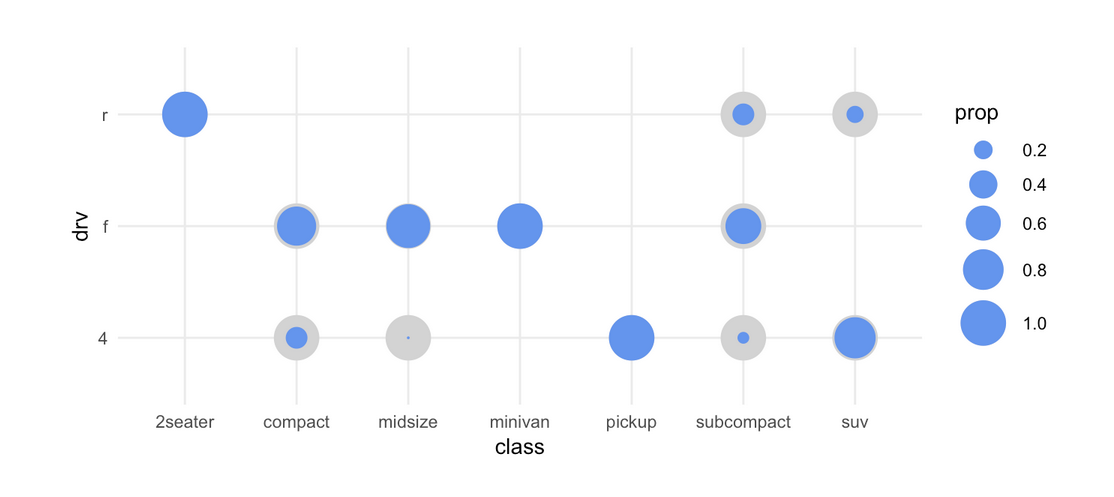 r
f
4
drv
2seater compact midsize minivan pickup subcompact suv
class
prop
0.2
0.4
0.6
0.8
1.0